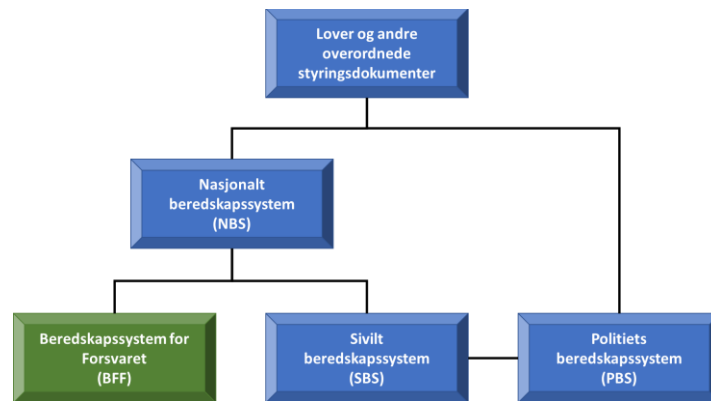 Lover og andre
overordnede
styringsdokumenter
Nasjonalt
beredskapssystem
(NBS)
Beredskapssystem for
Forsvaret
(BFF)
Sivilt
beredskapssystem
(SBS)
Politiets
beredskapssystem
(PBS)